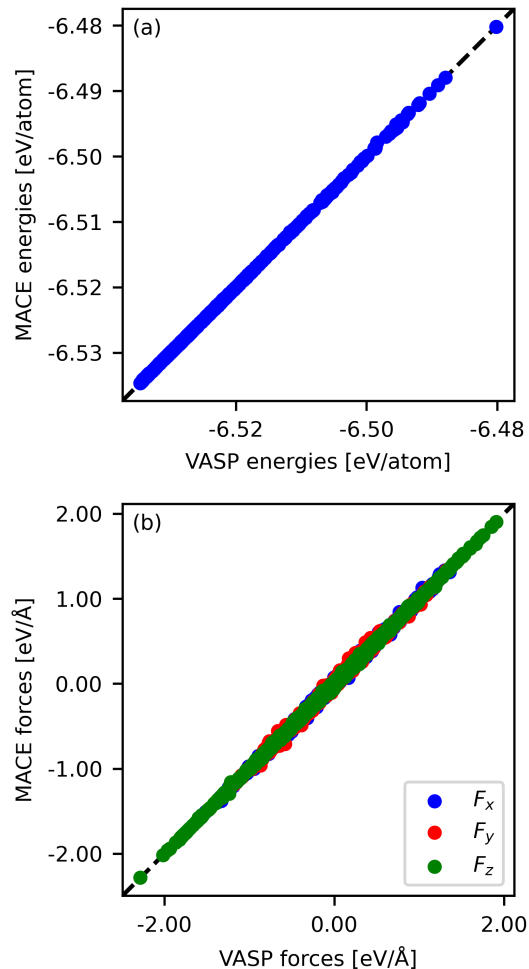 (a)
-6.48
-6.49
-6.50
-6.51
-6.52
-6.53
MACE energies [eV/atom]
-6.52 -6.50 -6.48
VASP energies [eV/atom]
(b)
2.00
1.00
0.00
-1.00
-2.00
MACE forces [eV/Å]
F_x
F_y
F_z
-2.00 0.00 2.00
VASP forces [eV/Å]